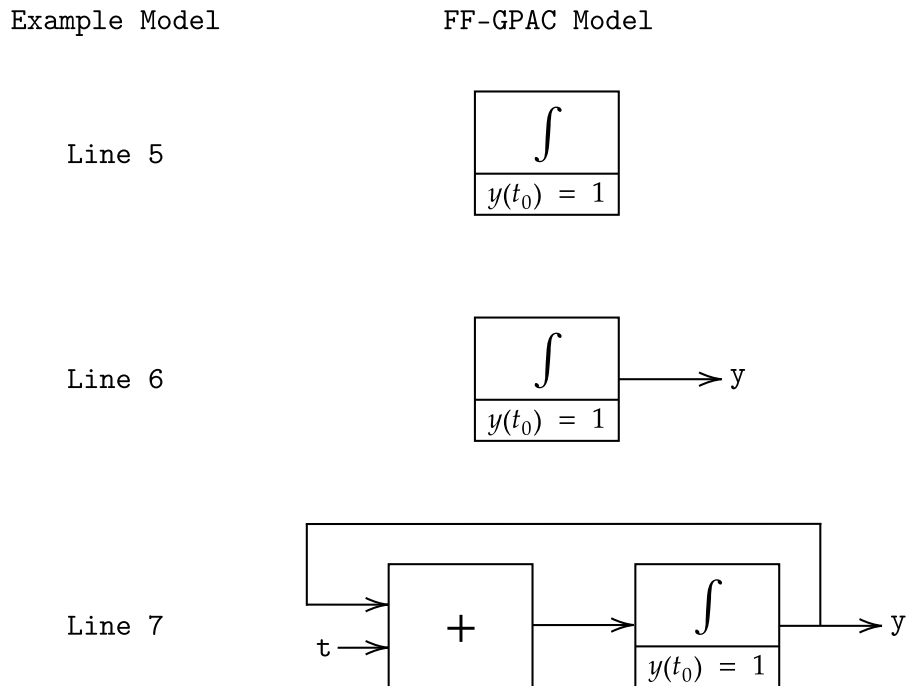 Example Model FF-GPAC Model
Line 5
∫
y(t₀) = 1
Line 6
∫
y
y(t₀) = 1
Line 7
t
+
∫
y
y(t₀) = 1